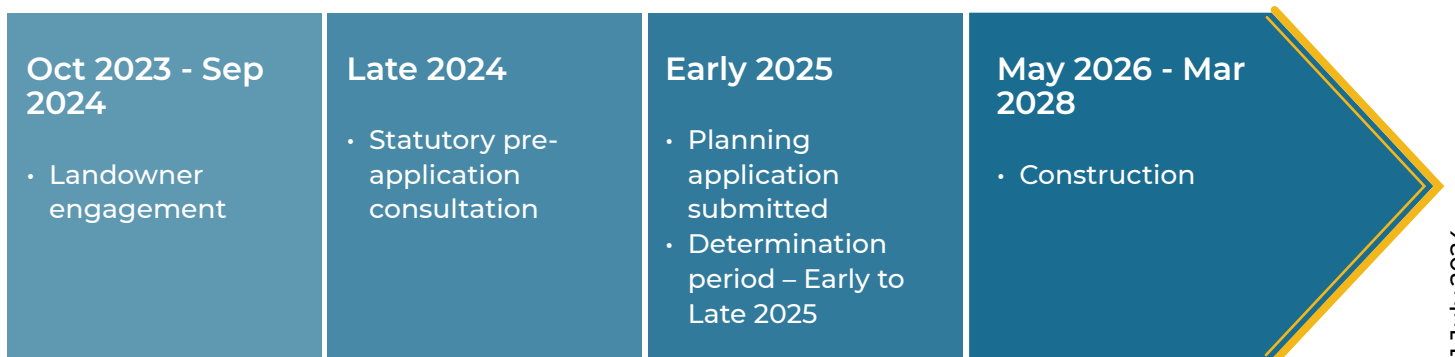 Oct 2023 - Sep
2024
• Landowner
engagement
Late 2024
• Statutory pre-
application
consultation
Early 2025
• Planning
application
submitted
• Determination
period – Early to
Late 2025
May 2026 - Mar
2028
• Construction